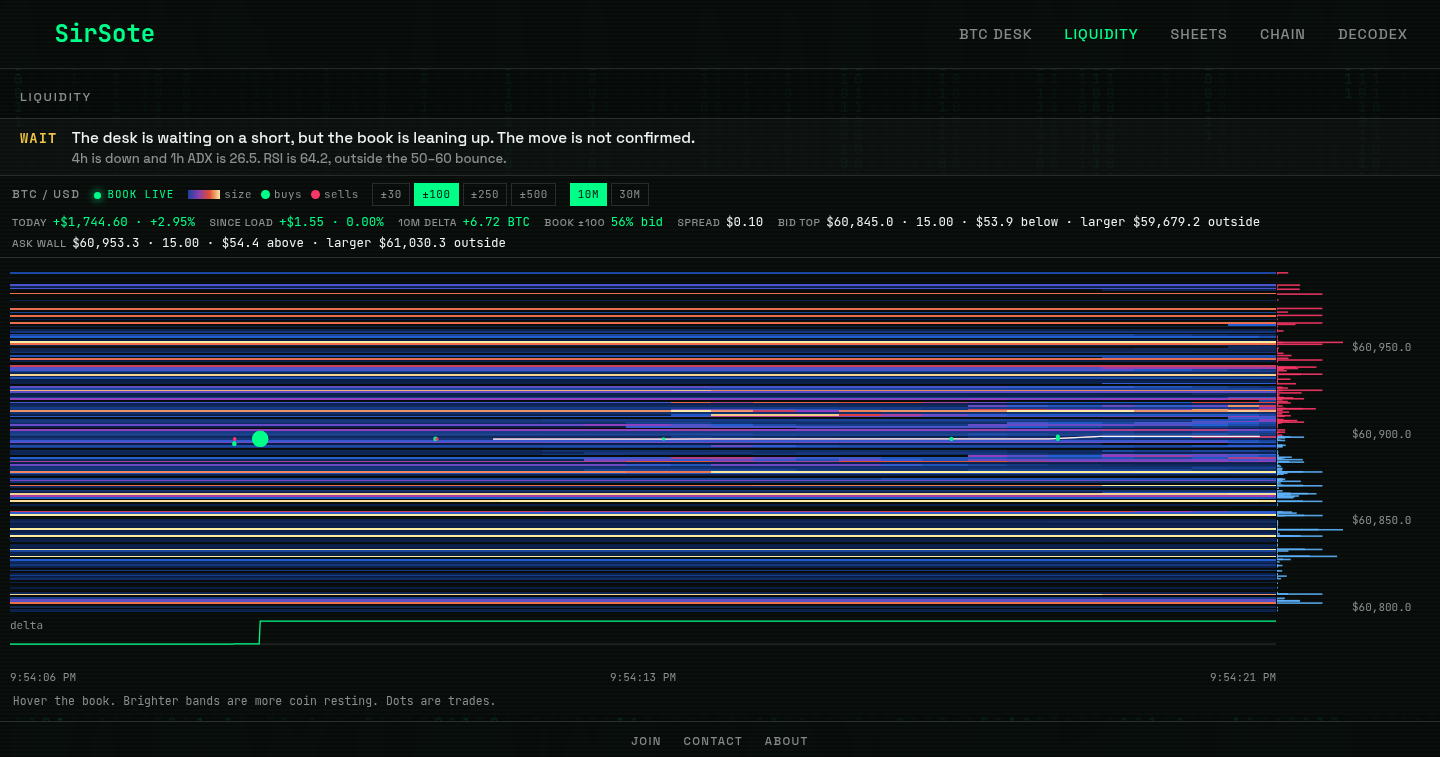 SirSote
BTC DESK LIQUIDITY SHEETS CHAIN DECODEX
LIQUIDITY
WAIT The desk is waiting on a short, but the book is leaning up. The move is not confirmed.
4h is down and 1h ADX is 26.5. RSI is 64.2, outside the 50–60 bounce.
BTC / USD BOOK LIVE size buys sells ±30 ±100 ±250 ±500 10M 30M
TODAY +$1,744.60 · +2.95% SINCE LOAD +$1.55 · 0.00% 10M DELTA +6.72 BTC BOOK ±100 56% bid SPREAD $0.10 BID TOP $60,845.0 · 15.00 · $53.9 below · larger $59,679.2 outside
ASK WALL $60,953.3 · 15.00 · $54.4 above · larger $61,030.3 outside
$60,950.0
$60,900.0
$60,850.0
$60,800.0
delta
9:54:06 PM 9:54:13 PM 9:54:21 PM
Hover the book. Brighter bands are more coin resting. Dots are trades.
JOIN CONTACT ABOUT